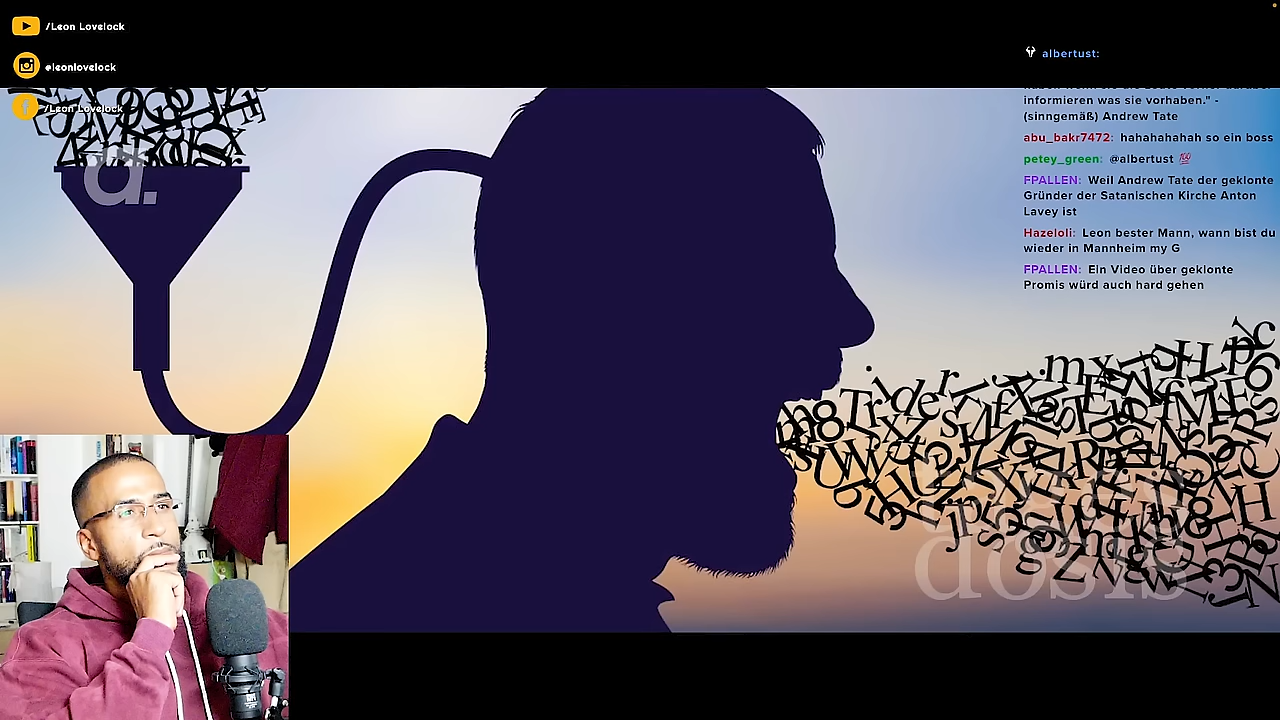 /Leon Lovelock
@leonlovelock
/Leon Lovelock
d.
albertust:
informieren was sie vorhaben." -
(sinngemäß) Andrew Tate
abu_bakr7472: hahahahahah so ein boss
petey_green: @albertust 💯
FPALLEN: Weil Andrew Tate der geklonte
Gründer der Satanischen Kirche Anton
Lavey ist
Hazeloli: Leon bester Mann, wann bist du
wieder in Mannheim my G
FPALLEN: Ein Video über geklonte
Promis würd auch hard gehen
dosis